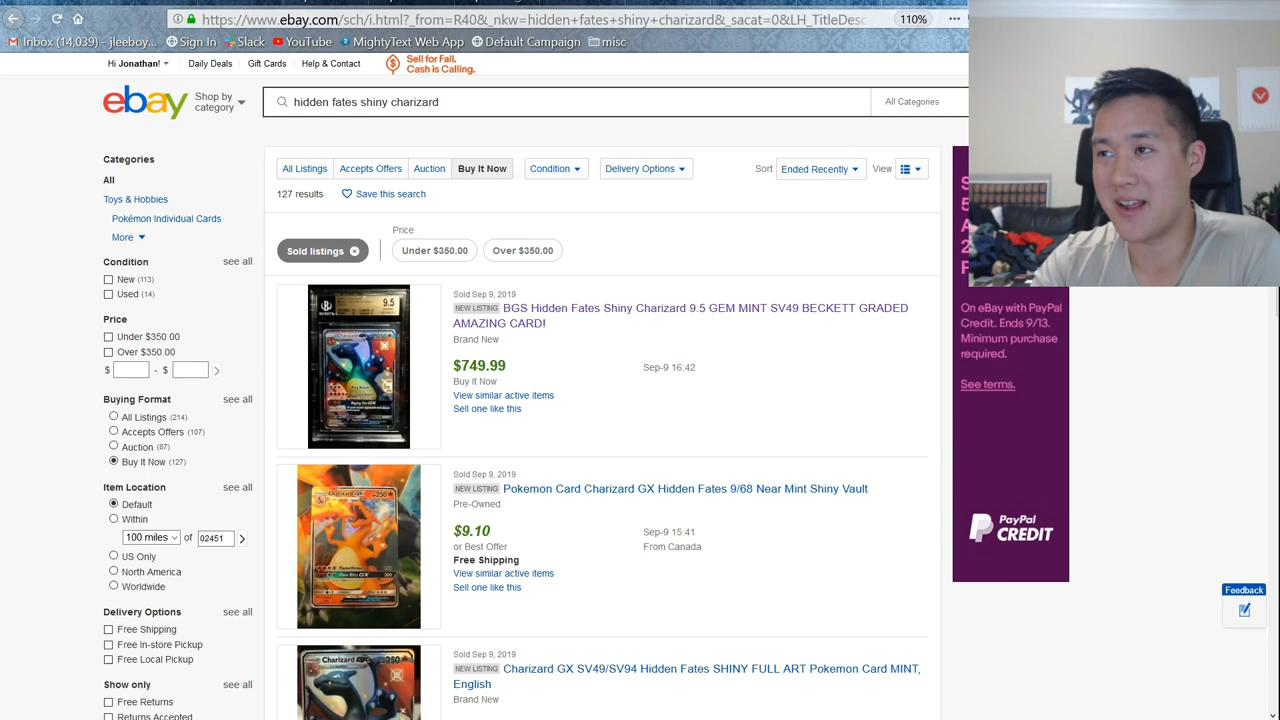 https://www.ebay.com/sch/i.html?_from=R40&_nkw=hidden+fates+shiny+charizard&_sacat=0&LH_TitleDesc
110%
Inbox (14,039) — jleeboy...
Sign In
Slack
YouTube
MightyText Web App
Default Campaign
misc
Hi Jonathan!
Daily Deals
Gift Cards
Help & Contact
Sell for Fall.
Cash is Calling.
ebay
Shop by
category
hidden fates shiny charizard
All Categories
Categories
All
Toys & Hobbies
Pokémon Individual Cards
More
Condition
see all
New (113)
Used (14)
Price
Under $350.00
Over $350.00
$ - $
Buying Format
see all
All Listings (214)
Accepts Offers (107)
Auction (87)
Buy It Now (127)
Item Location
see all
Default
Within
100 miles of 02451
US Only
North America
Worldwide
Delivery Options
see all
Free Shipping
Free In-store Pickup
Free Local Pickup
Show only
see all
Free Returns
Returns Accepted
All Listings
Accepts Offers
Auction
Buy It Now
Condition
Delivery Options
Sort
Ended Recently
View
127 results
Save this search
Price
Sold listings
Under $350.00
Over $350.00
Sold Sep 9, 2019
NEW LISTING BGS Hidden Fates Shiny Charizard 9.5 GEM MINT SV49 BECKETT GRADED
AMAZING CARD!
Brand New
$749.99
Sep-9 16:42
Buy It Now
View similar active items
Sell one like this
9.5
Sold Sep 9, 2019
NEW LISTING Pokemon Card Charizard GX Hidden Fates 9/68 Near Mint Shiny Vault
Pre-Owned
$9.10
Sep-9 15:41
or Best Offer
From Canada
Free Shipping
View similar active items
Sell one like this
Sold Sep 9, 2019
NEW LISTING Charizard GX SV49/SV94 Hidden Fates SHINY FULL ART Pokemon Card MINT,
English
Brand New
Charizard
250
On eBay with PayPal
Credit. Ends 9/13.
Minimum purchase
required.
See terms.
PayPal
CREDIT
Feedback